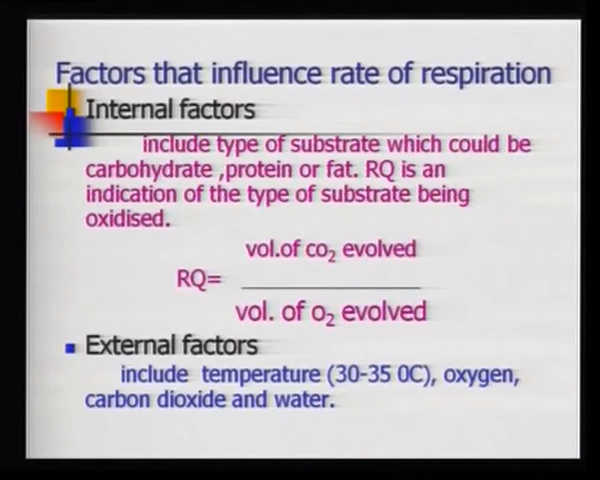 Factors that influence rate of respiration
Internal factors
include type of substrate which could be
carbohydrate ,protein or fat. RQ is an
indication of the type of substrate being
oxidised.
vol.of co₂ evolved
RQ=
vol. of o₂ evolved
External factors
include temperature (30-35 0C), oxygen,
carbon dioxide and water.